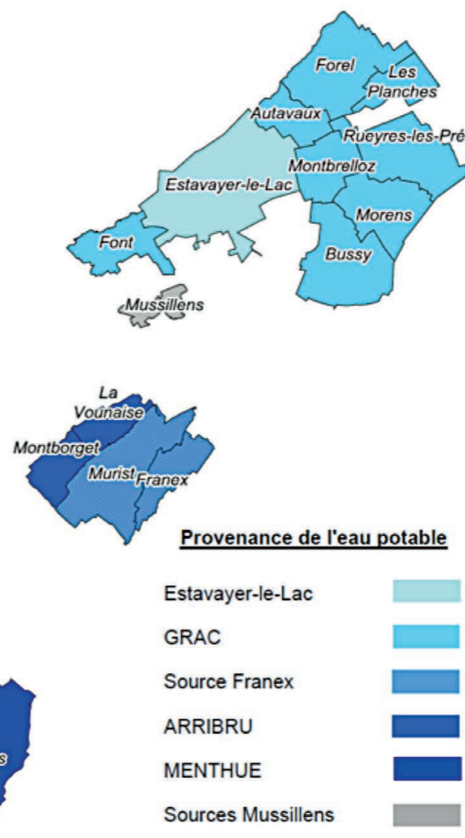 Forel
Les
Planches
Autavaux
Rueyres-les-Pré
Montbrelloz
Estavayer-le-Lac
Morens
Font
Bussy
Mussillens
La
Vounaise
Montborget
Murist
Franex
Provenance de l'eau potable
Estavayer-le-Lac
GRAC
Source Franex
ARRIBRU
MENTHUE
s
Sources Mussillens